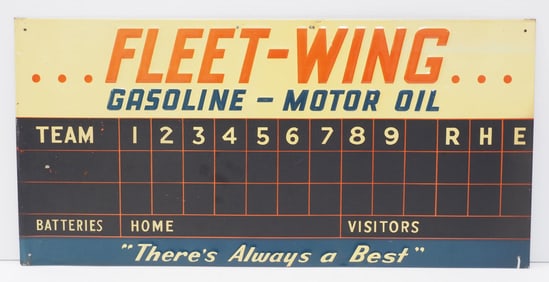 ...FLEET-WING...
GASOLINE - MOTOR OIL
TEAM 1 2 3 4 5 6 7 8 9 R H E
BATTERIES HOME VISITORS
"There's Always a Best"